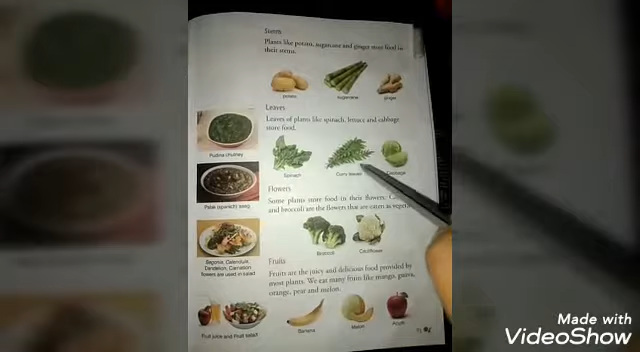 Stems
Plants like potato, sugarcane and ginger store food in
their stems.
potato
sugarcane
ginger
Leaves
Leaves of plants like spinach, lettuce and cabbage
store food.
Pudina chutney
Spinach
Curry leaves
Cabbage
Palak (spinach) saag
Flowers
Some plants store food in their flowers.
and broccoli are the flowers that are eaten as
Broccoli
Cauliflower
Begonia, Calendula,
Dandelion, Carnation
flowers are used in salad
Fruits
Fruits are the juicy and delicious food provided by
most plants. We eat many fruits like mango, guava,
orange, pear and melon.
Fruit juice and Fruit salad
Banana
Melon
Apple
Made with
VideoShow